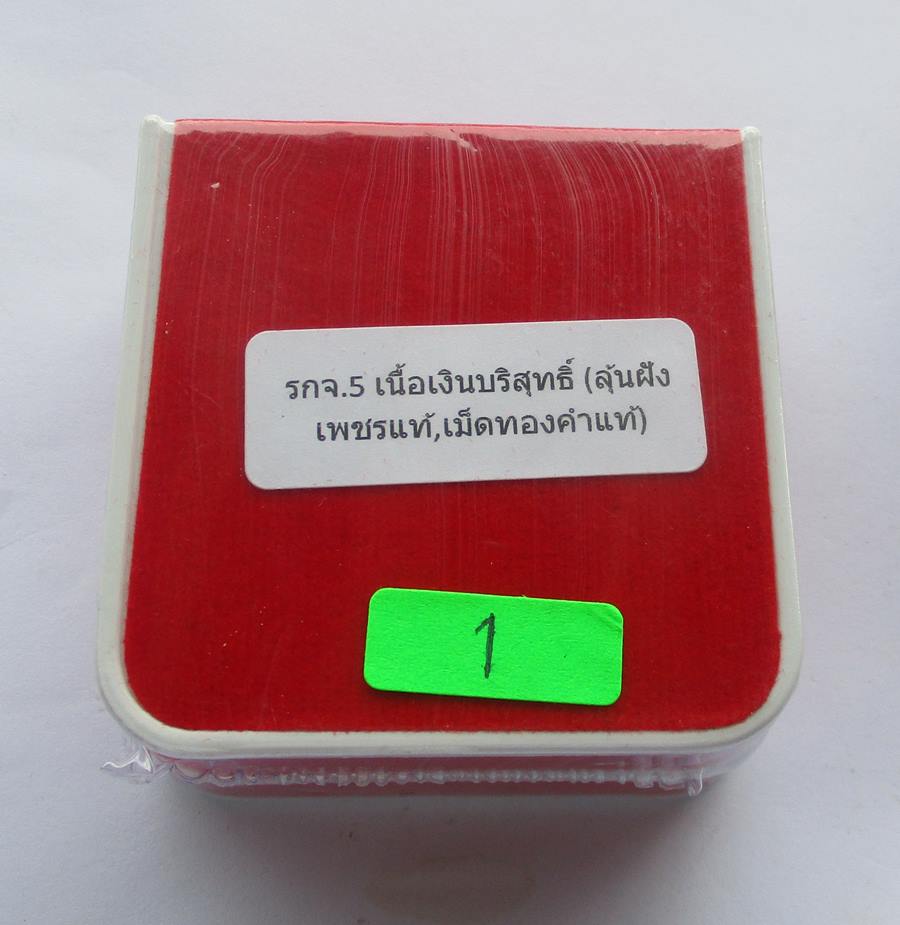 รกจ.5 เนื้อเงินบริสุทธิ์ (ลุ้นฝัง
เพชรแท้,เม็ดทองคำแท้)
1